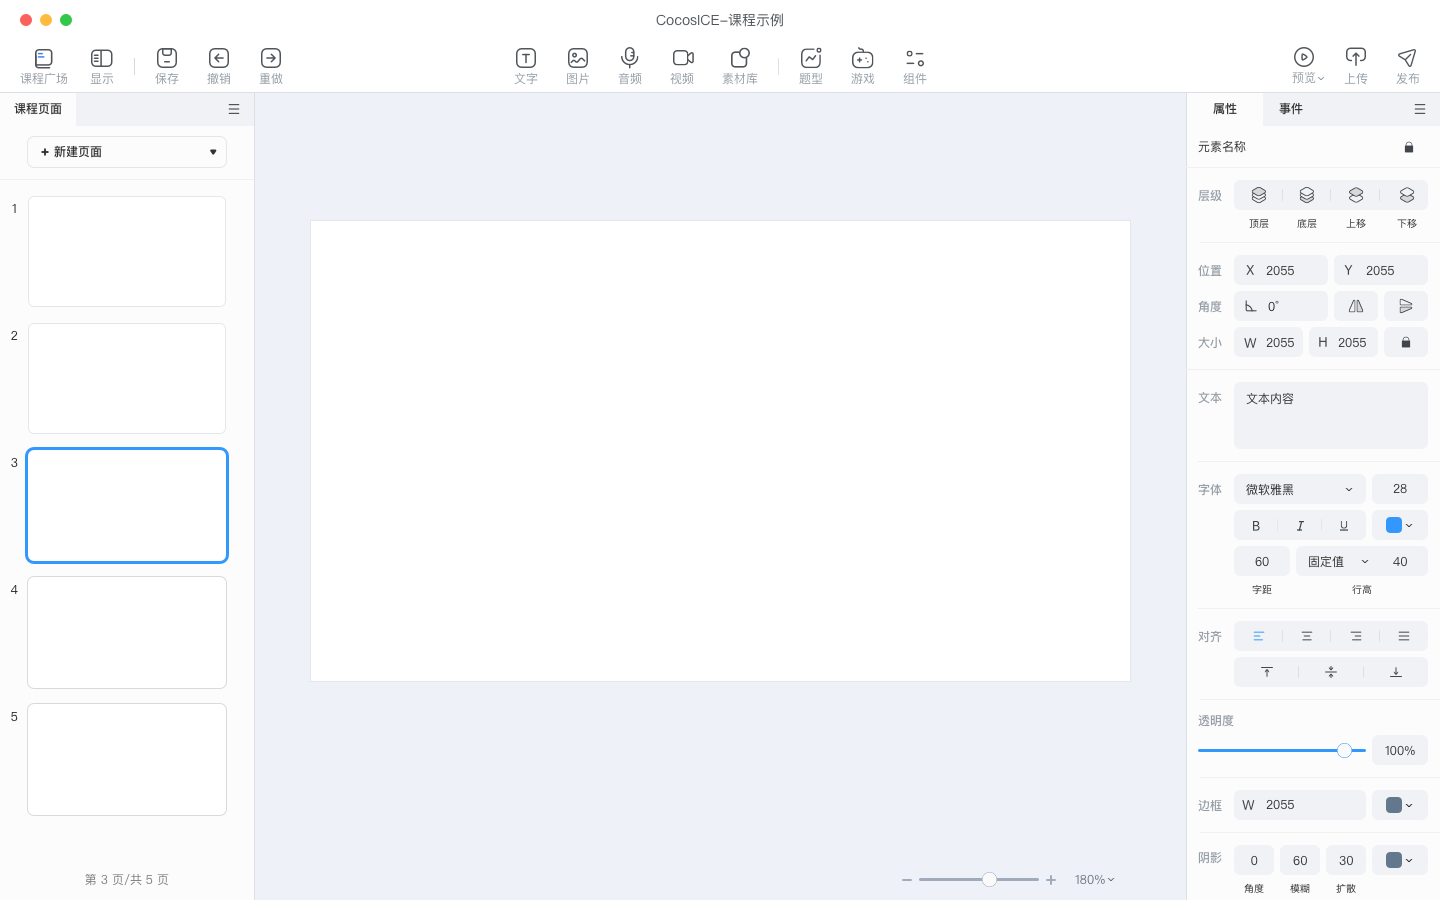 CocosICE-课程示例
课程广场 显示 保存 撤销 重做 文字 图片 音频 视频 素材库 题型 游戏 组件 预览 上传 发布
课程页面
+ 新建页面
1
2
3
4
5
第 3 页/共 5 页
180%
属性 事件
元素名称
层级
顶层 底层 上移 下移
位置 X 2055 Y 2055
角度 0°
大小 W 2055 H 2055
文本 文本内容
字体 微软雅黑 28
B I U
60 固定值 40
字距 行高
对齐
透明度
100%
边框 W 2055
阴影 0 60 30
角度 模糊 扩散